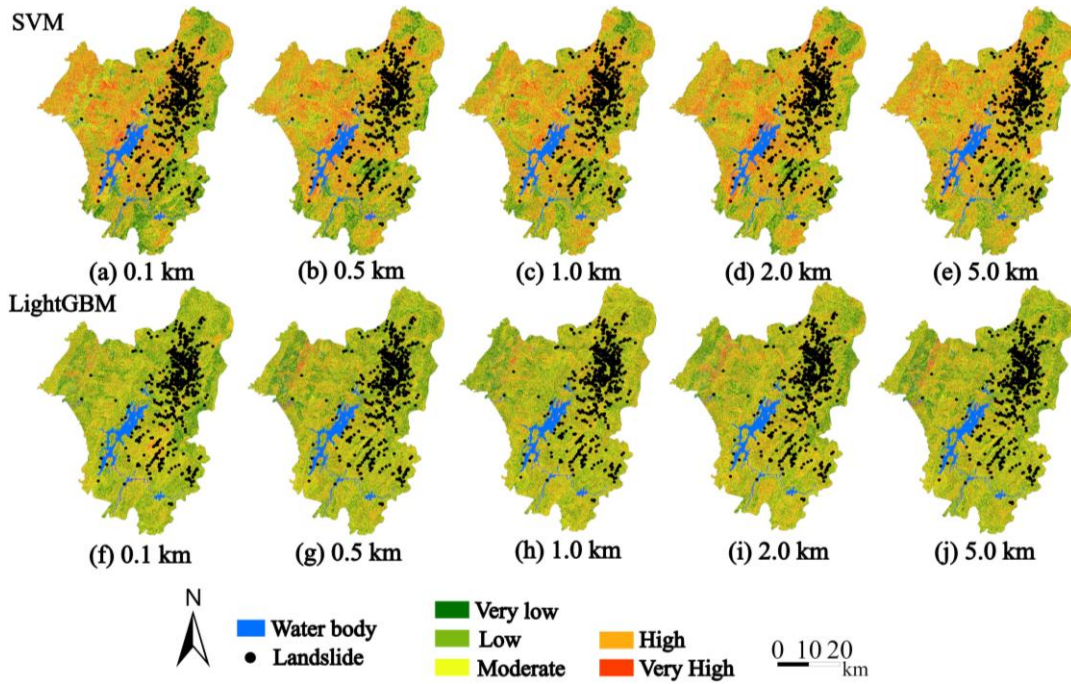 SVM
(a) 0.1 km
(b) 0.5 km
(c) 1.0 km
(d) 2.0 km
(e) 5.0 km
LightGBM
(f) 0.1 km
(g) 0.5 km
(h) 1.0 km
(i) 2.0 km
(j) 5.0 km
N
Water body
Landslide
Very low
Low
Moderate
High
Very High
0 10 20
km